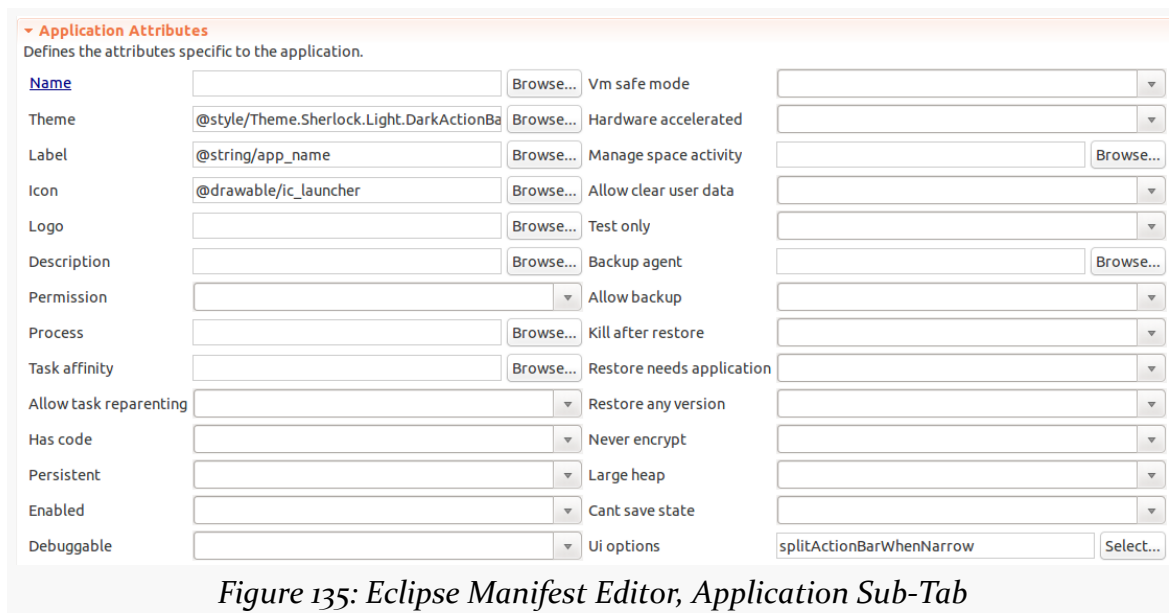 Application Attributes
Defines the attributes specific to the application.
Name Browse... Vm safe mode
Theme @style/Theme.Sherlock.Light.DarkActionBa Browse... Hardware accelerated
Label @string/app_name Browse... Manage space activity Browse...
Icon @drawable/ic_launcher Browse... Allow clear user data
Logo Browse... Test only
Description Browse... Backup agent Browse...
Permission Allow backup
Process Browse... Kill after restore
Task affinity Browse... Restore needs application
Allow task reparenting Restore any version
Has code Never encrypt
Persistent Large heap
Enabled Cant save state
Debuggable Ui options splitActionBarWhenNarrow Select...
Figure 135: Eclipse Manifest Editor, Application Sub-Tab